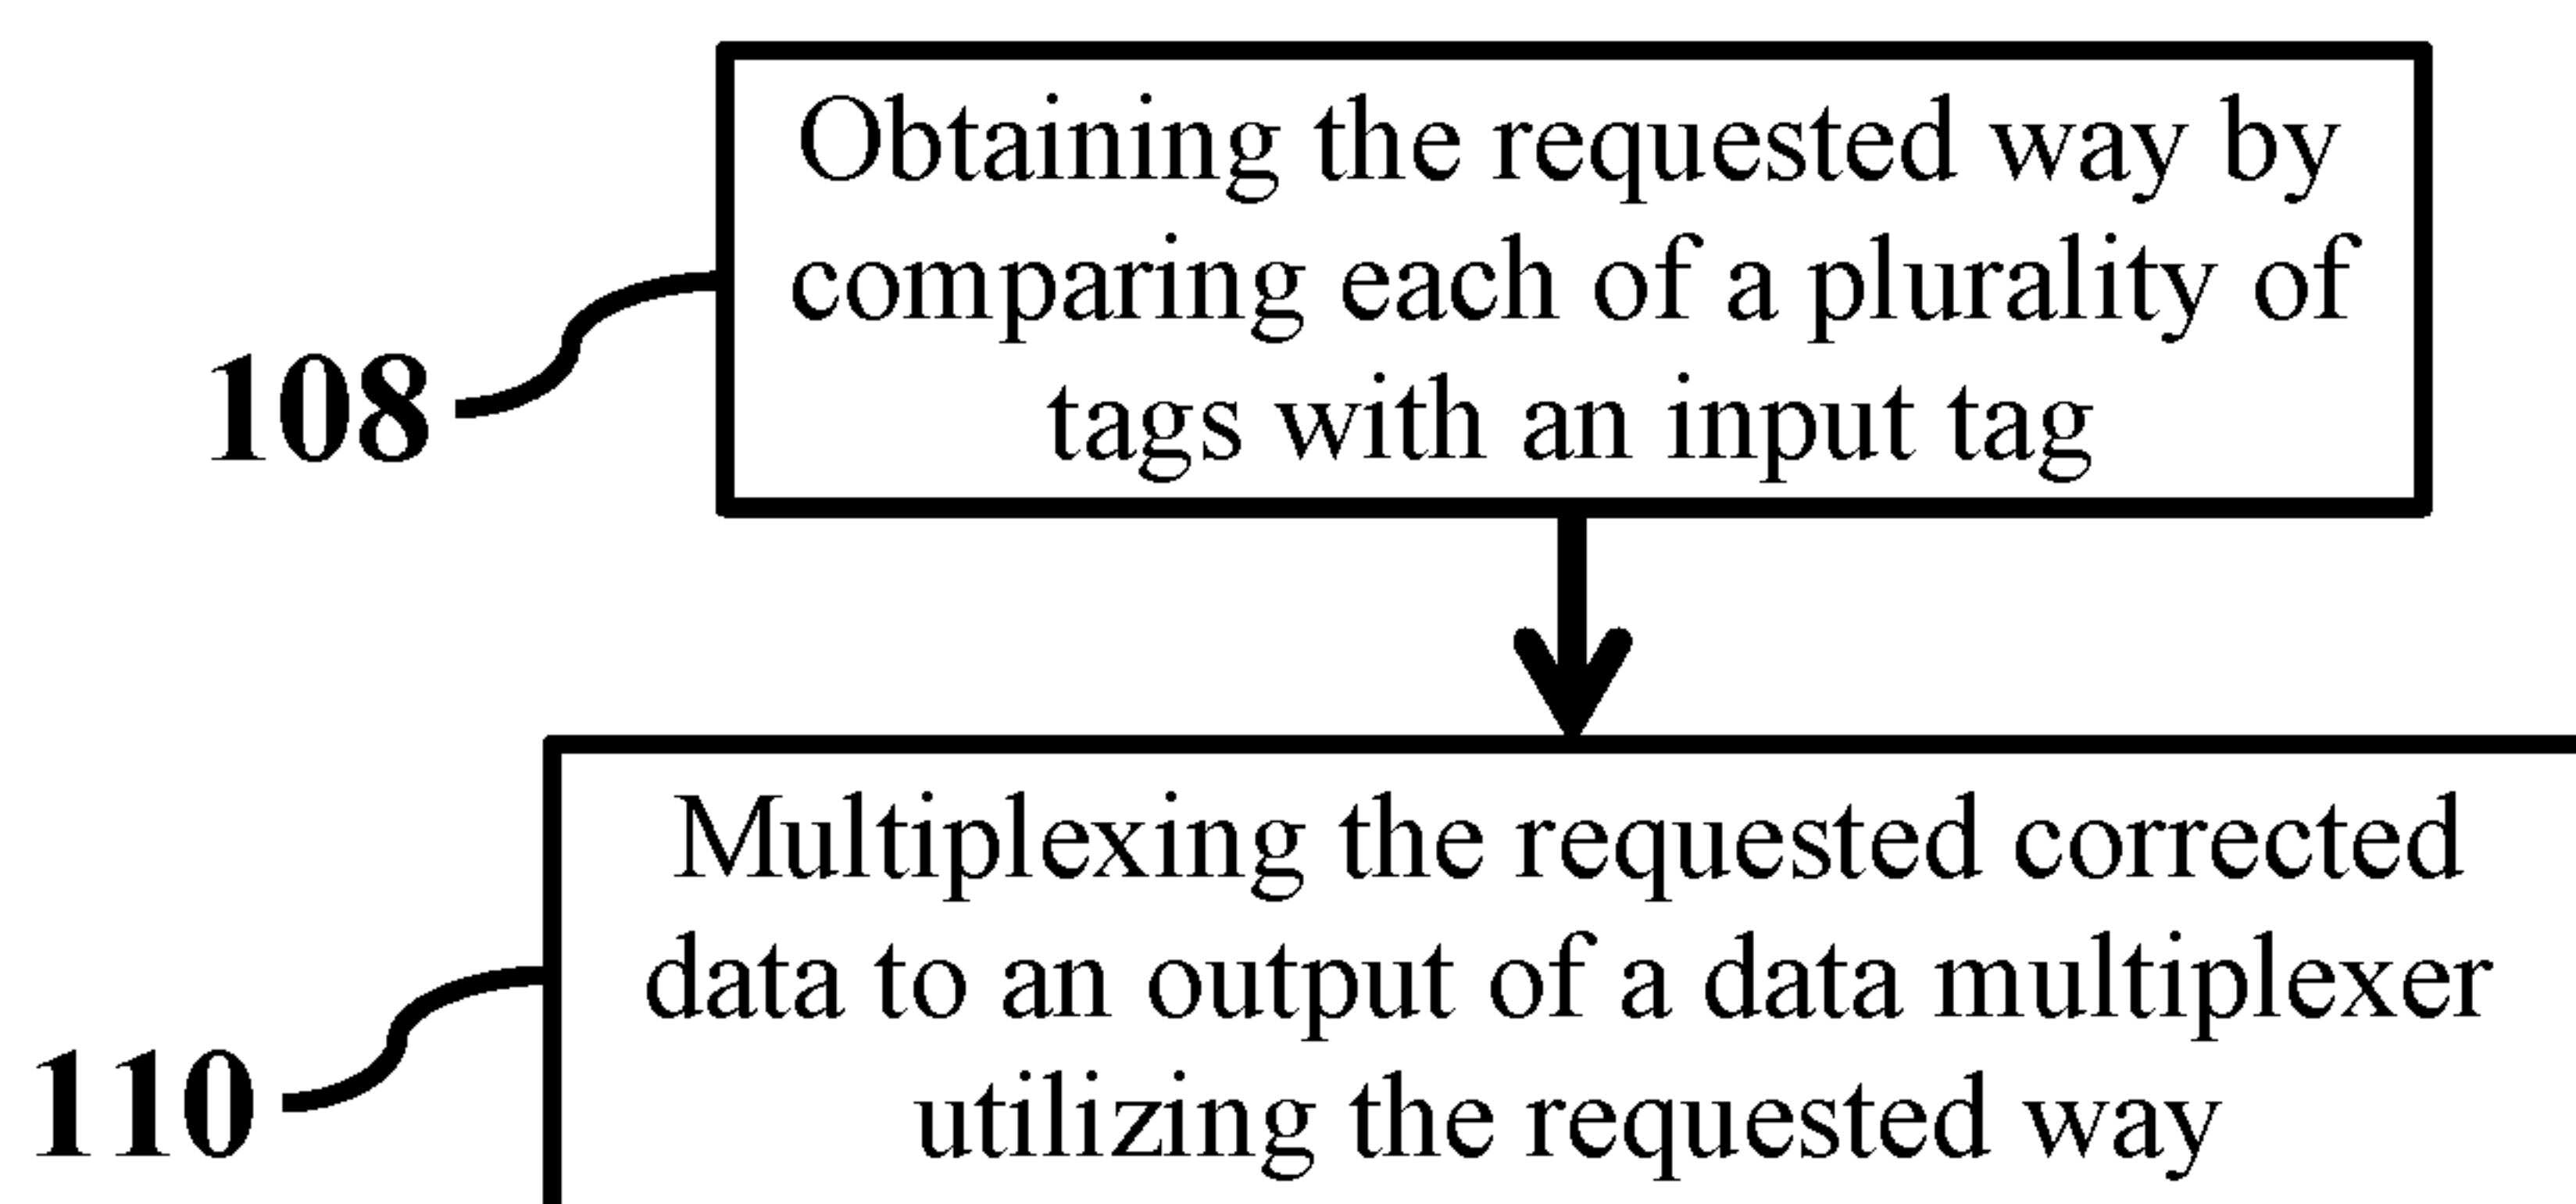 Obtaining the requested way by
comparing each of a plurality of
tags with an input tag
108
Multiplexing the requested corrected
data to an output of a data multiplexer
utilizing the requested way
110